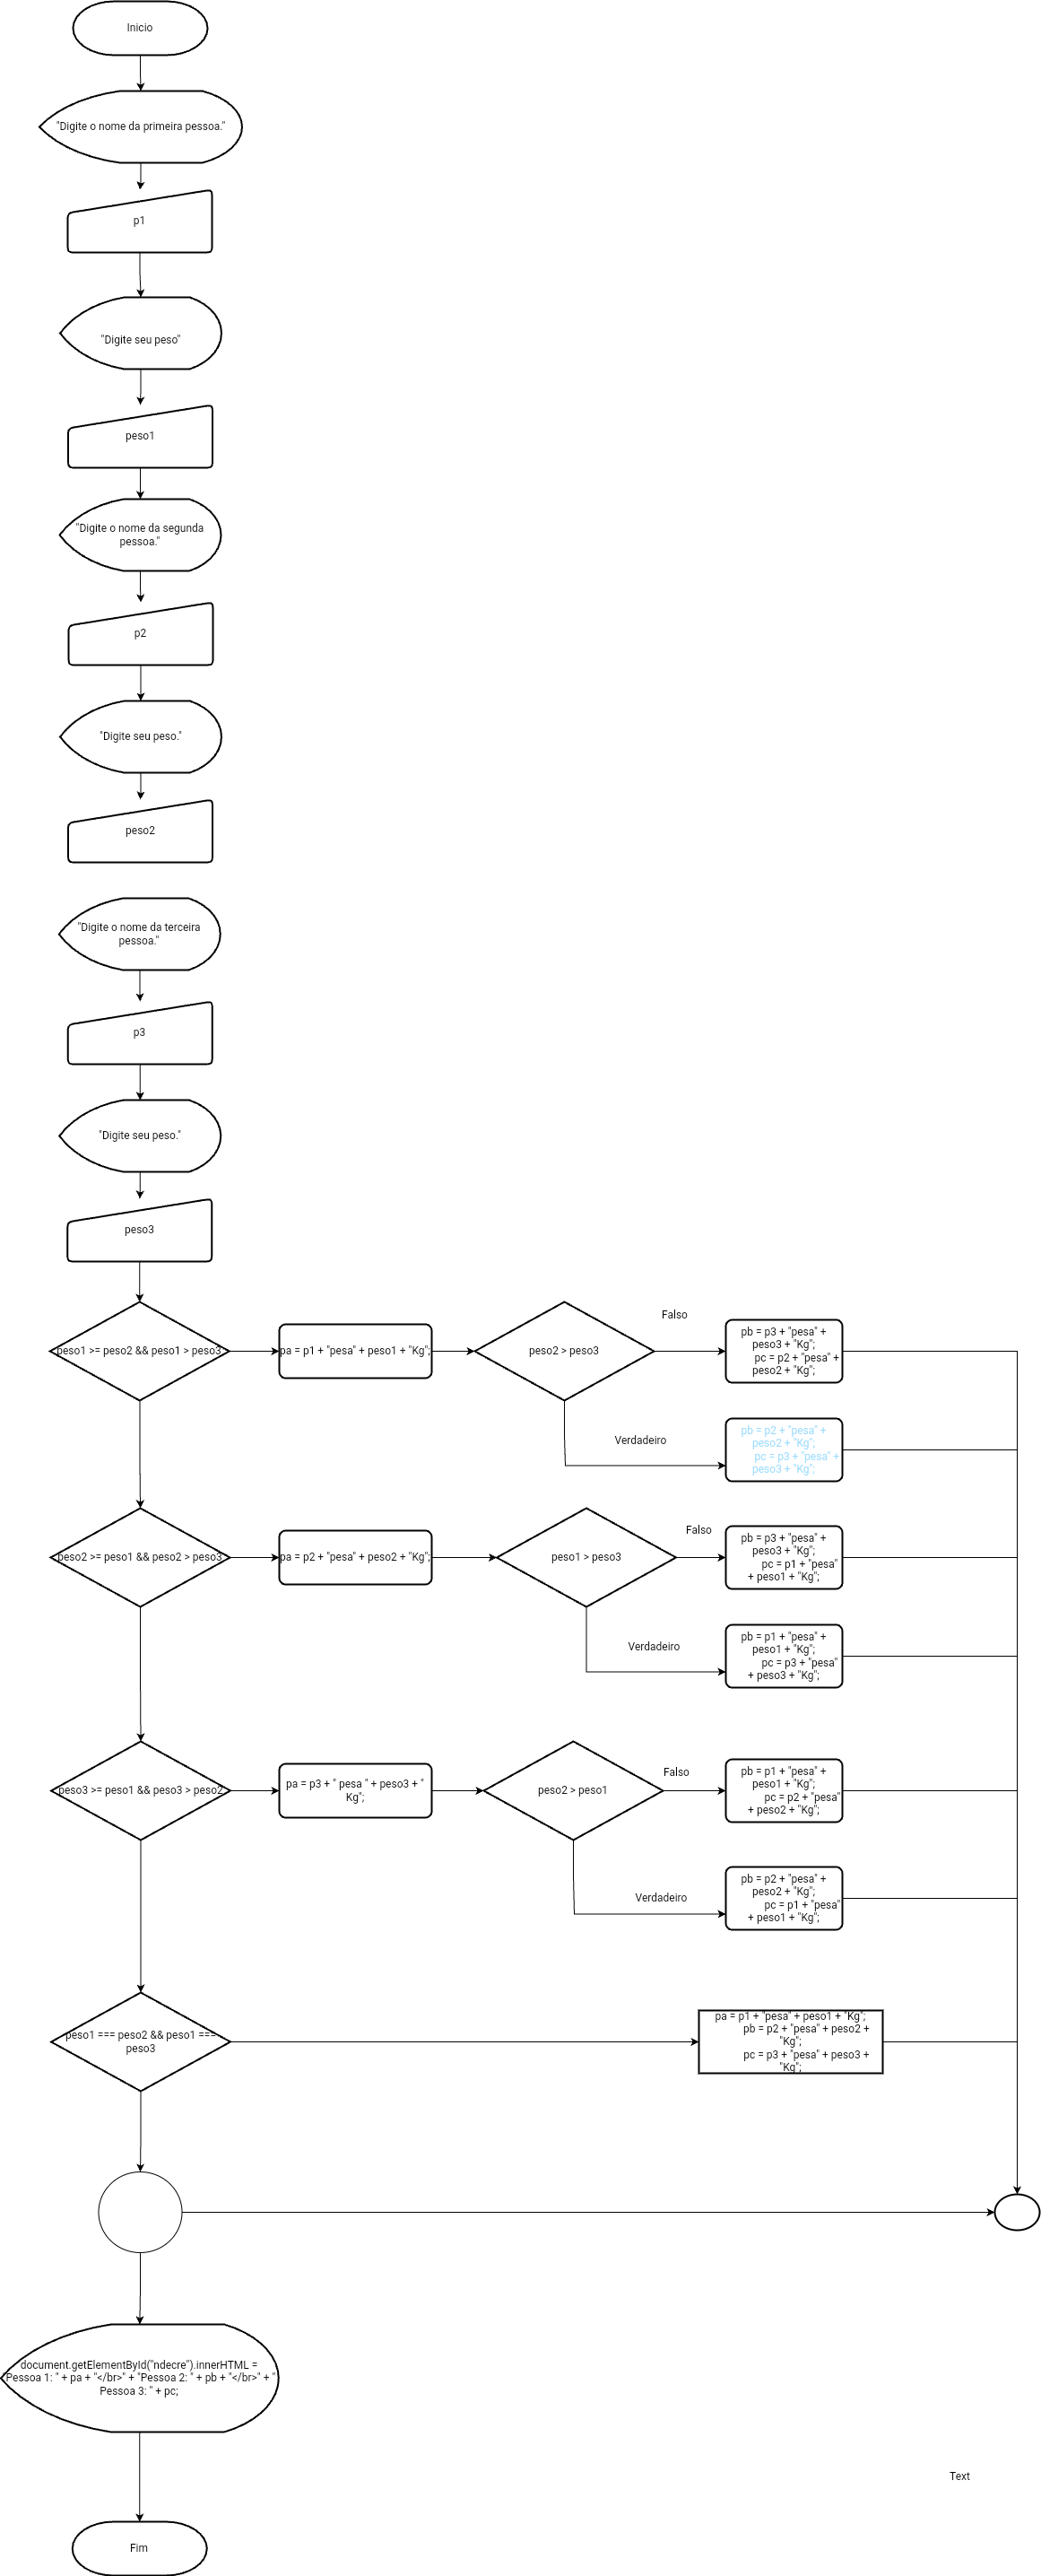 Inicio
"Digite o nome da primeira pessoa."
p1
"Digite seu peso"
peso1
"Digite o nome da segunda
pessoa."
p2
"Digite seu peso."
peso2
"Digite o nome da terceira
pessoa."
p3
"Digite seu peso."
peso3
peso1 >= peso2 && peso1 > peso3
pa = p1 + "pesa" + peso1 + "Kg";
peso2 > peso3
Falso
pb = p3 + "pesa" +
peso3 + "Kg";
pc = p2 + "pesa" +
peso2 + "Kg";
Verdadeiro
pb = p2 + "pesa" +
peso2 + "Kg";
pc = p3 + "pesa" +
peso3 + "Kg";
peso2 >= peso1 && peso2 > peso3
pa = p2 + "pesa" + peso2 + "Kg";
peso1 > peso3
Falso
pb = p3 + "pesa" +
peso3 + "Kg";
pc = p1 + "pesa"
+ peso1 + "Kg";
Verdadeiro
pb = p1 + "pesa" +
peso1 + "Kg";
pc = p3 + "pesa"
+ peso3 + "Kg";
peso3 >= peso1 && peso3 > peso2
pa = p3 + " pesa " + peso3 + "
Kg";
peso2 > peso1
Falso
pb = p1 + "pesa" +
peso1 + "Kg";
pc = p2 + "pesa"
+ peso2 + "Kg";
Verdadeiro
pb = p2 + "pesa" +
peso2 + "Kg";
pc = p1 + "pesa"
+ peso1 + "Kg";
peso1 === peso2 && peso1 ===
peso3
pa = p1 + "pesa" + peso1 + "Kg";
pb = p2 + "pesa" + peso2 +
"Kg";
pc = p3 + "pesa" + peso3 +
"Kg";
document.getElementById("ndecre").innerHTML =
"Pessoa 1: " + pa + "</br>" + "Pessoa 2: " + pb + "</br>" + "
Pessoa 3: " + pc;
Text
Fim